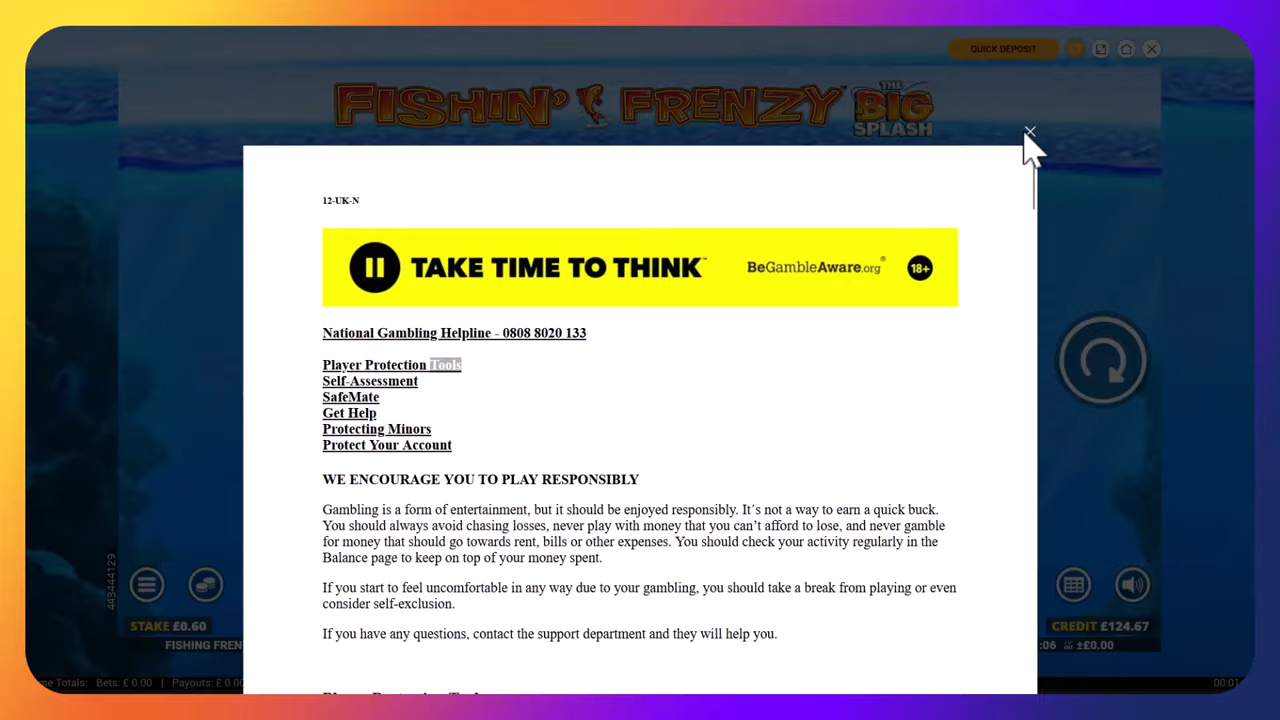 QUICK DEPOSIT
FISHIN' FRENZY™ THE BIG SPLASH
12-UK-N
TAKE TIME TO THINK™ BeGambleAware.org® 18+
National Gambling Helpline - 0808 8020 133
Player Protection Tools
Self-Assessment
SafeMate
Get Help
Protecting Minors
Protect Your Account
WE ENCOURAGE YOU TO PLAY RESPONSIBLY
Gambling is a form of entertainment, but it should be enjoyed responsibly. It´s not a way to earn a quick buck.
You should always avoid chasing losses, never play with money that you can’t afford to lose, and never gamble
for money that should go towards rent, bills or other expenses. You should check your activity regularly in the
Balance page to keep on top of your money spent.
If you start to feel uncomfortable in any way due to your gambling, you should take a break from playing or even
consider self-exclusion.
If you have any questions, contact the support department and they will help you.
443444129
STAKE £0.60
CREDIT £124.67
FISHING FREN
:06 ±£0.00
me Totals: Bets: £ 0.00 | Payouts: £ 0.00
00:01